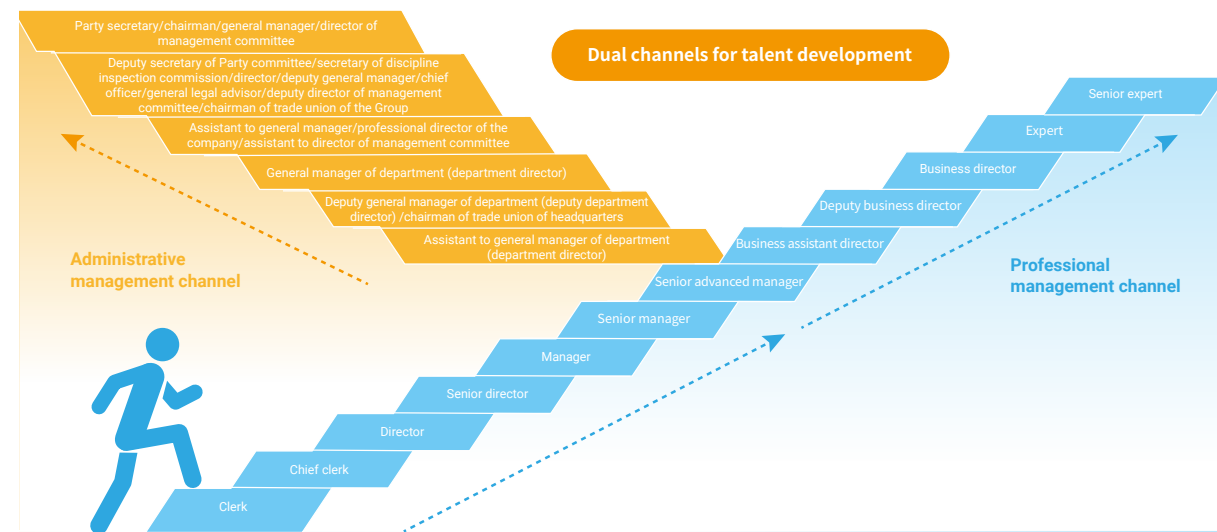 Dual channels for talent development
Party secretary/chairman/general manager/director of
management committee
Deputy secretary of Party committee/secretary of discipline
inspection commission/director/deputy general manager/chief
officer/general legal advisor/deputy director of management
committee/chairman of trade union of the Group
Assistant to general manager/professional director of the
company/assistant to director of management committee
General manager of department (department director)
Deputy general manager of department (deputy department
director) /chairman of trade union of headquarters
Assistant to general manager of department
(department director)
Administrative
management channel
Senior expert
Expert
Business director
Deputy business director
Business assistant director
Senior advanced manager
Senior manager
Manager
Senior director
Director
Chief clerk
Clerk
Professional
management channel